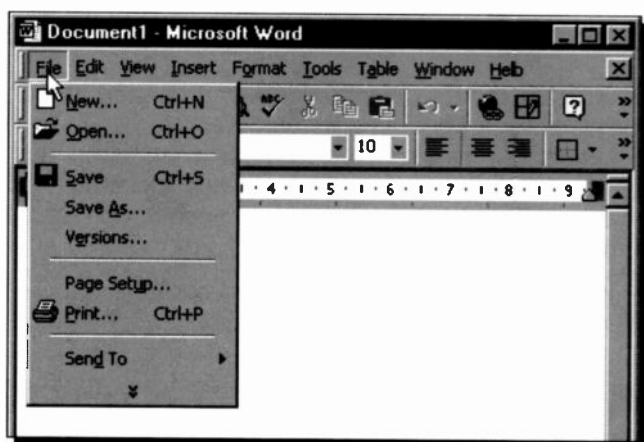 Document1 - Microsoft Word
File Edit View Insert Format Tools Table Window Help
New... Ctrl+N
ABC
Open... Ctrl+O
10
Save Ctrl+S
4 5 6 7 8 9
Save As...
Versions...
Page Setup...
Print... Ctrl+P
Send To